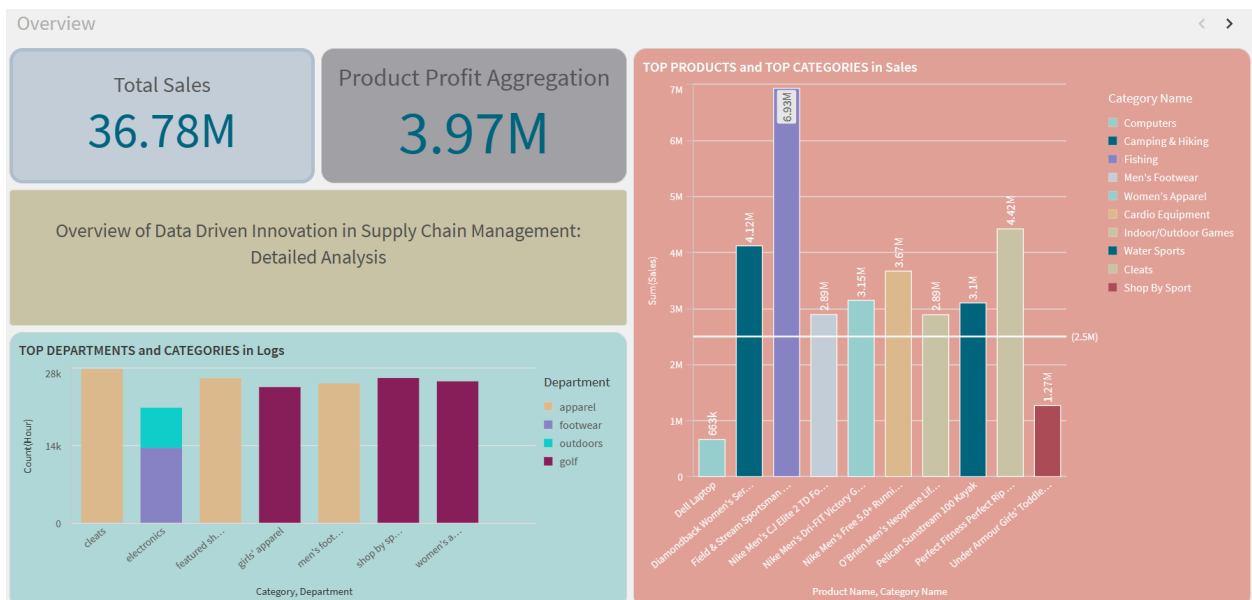 Overview
Total Sales
36.78M
Product Profit Aggregation
3.97M
Overview of Data Driven Innovation in Supply Chain Management:
Detailed Analysis
TOP DEPARTMENTS and CATEGORIES in Logs
28k
14k
0
Count(Hour)
cleats
electronics
featured sh...
girls' apparel
men's foot...
shop by sp...
women's a...
Category, Department
Department
apparel
footwear
outdoors
golf
TOP PRODUCTS and TOP CATEGORIES in Sales
7M
6M
5M
4M
3M
2M
1M
0
Sum(Sales)
663k
4.12M
6.93M
2.89M
3.15M
3.67M
2.89M
3.1M
4.42M
1.27M
(2.5M)
Dell Laptop
Diamondback Women's Ser...
Field & Stream Sportsman ...
Nike Men's CJ Elite 2 TD Fo...
Nike Men's Dri-FIT Victory G...
Nike Men's Free 5.0+ Runni...
O'Brien Men's Neoprene Lif...
Pelican Sunstream 100 Kayak
Perfect Fitness Perfect Rip ...
Under Armour Girls' Toddle...
Product Name, Category Name
Category Name
Computers
Camping & Hiking
Fishing
Men's Footwear
Women's Apparel
Cardio Equipment
Indoor/Outdoor Games
Water Sports
Cleats
Shop By Sport